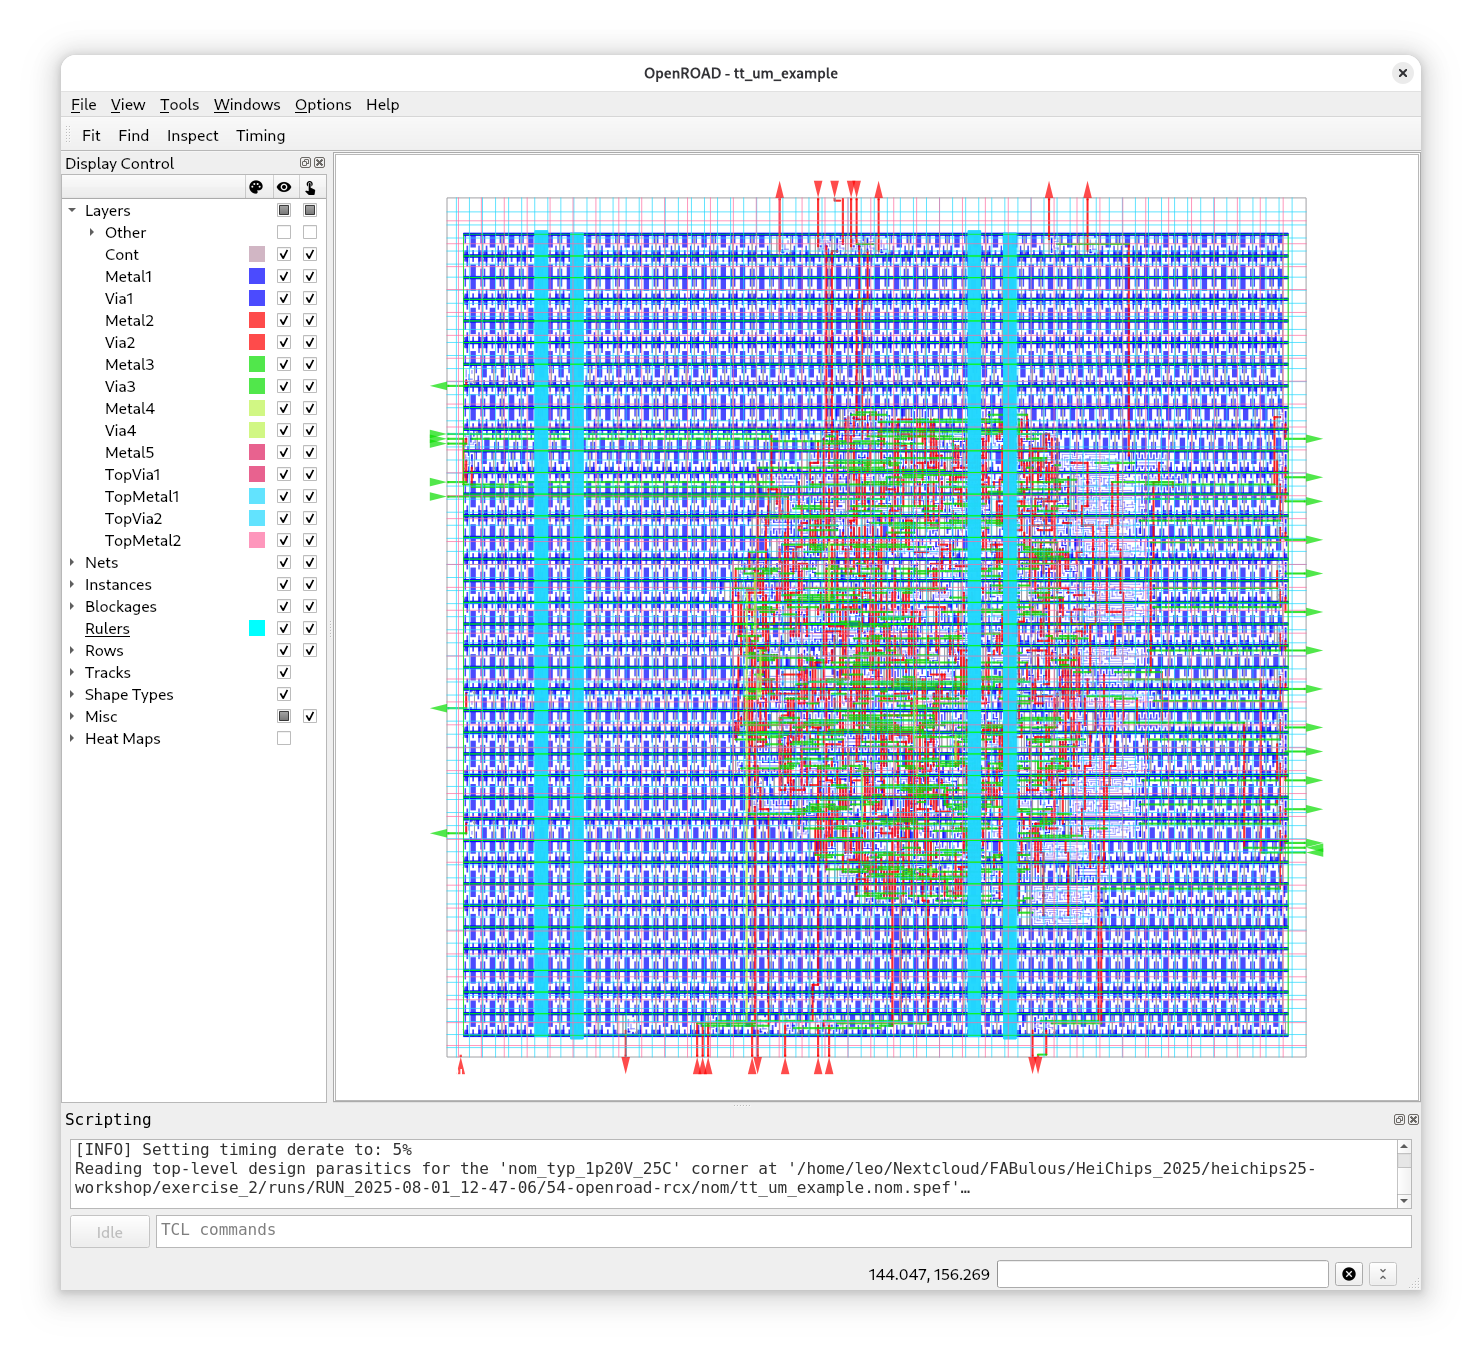 OpenROAD - tt_um_example
File View Tools Windows Options Help
Fit Find Inspect Timing
Display Control
Layers
Other
Cont
Metal1
Via1
Metal2
Via2
Metal3
Via3
Metal4
Via4
Metal5
TopVia1
TopMetal1
TopVia2
TopMetal2
Nets
Instances
Blockages
Rulers
Rows
Tracks
Shape Types
Misc
Heat Maps
Scripting
[INFO] Setting timing derate to: 5%
Reading top-level design parasitics for the 'nom_typ_1p20V_25C' corner at '/home/leo/Nextcloud/FABulous/HeiChips_2025/heichips25-
workshop/exercise_2/runs/RUN_2025-08-01_12-47-06/54-openroad-rcx/nom/tt_um_example.nom.spef'…
Idle
TCL commands
144.047, 156.269